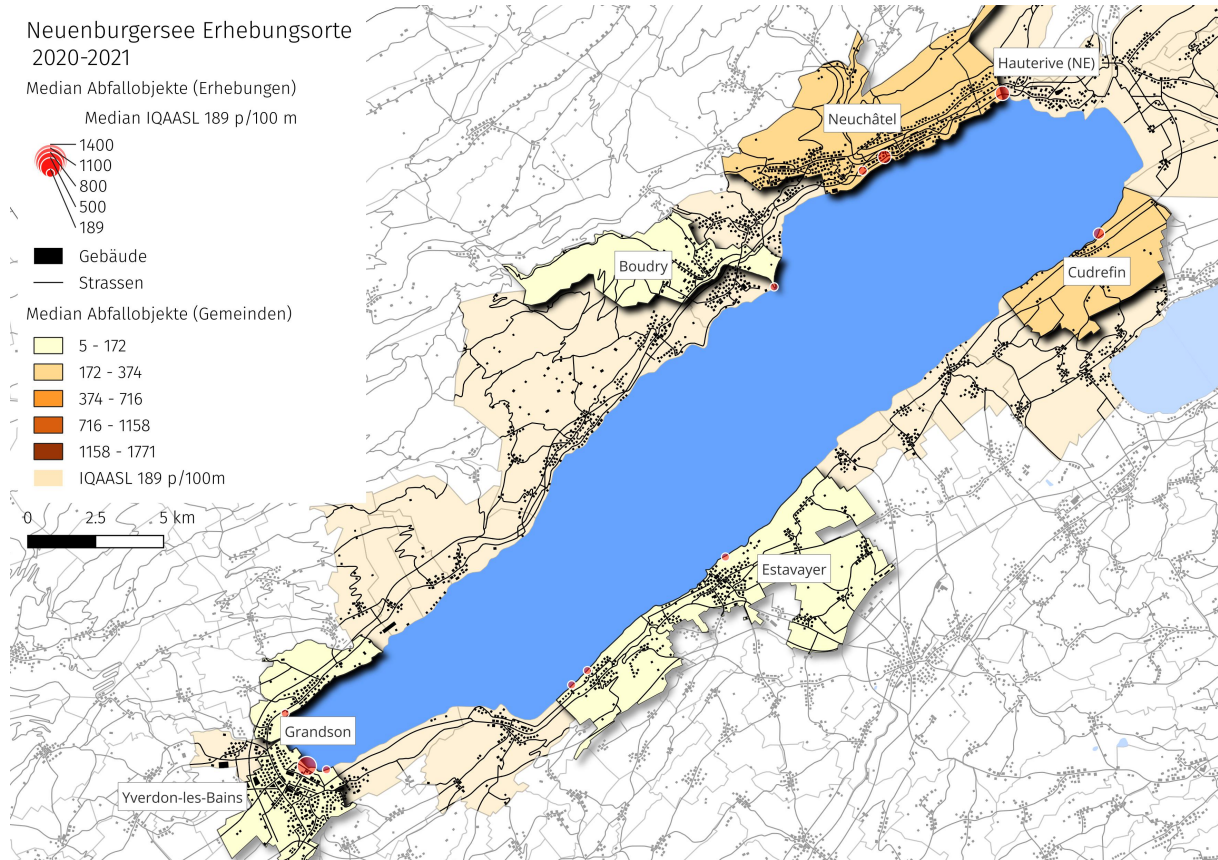 Neuenburgersee Erhebungsorte
2020-2021
Median Abfallobjekte (Erhebungen)
Median IQAASL 189 p/100 m
1400
1100
800
500
189
Gebäude
Strassen
Median Abfallobjekte (Gemeinden)
5 - 172
172 - 374
374 - 716
716 - 1158
1158 - 1771
IQAASL 189 p/100m
0 2.5 5 km
Hauterive (NE)
Neuchâtel
Boudry
Cudrefin
Estavayer
Grandson
Yverdon-les-Bains